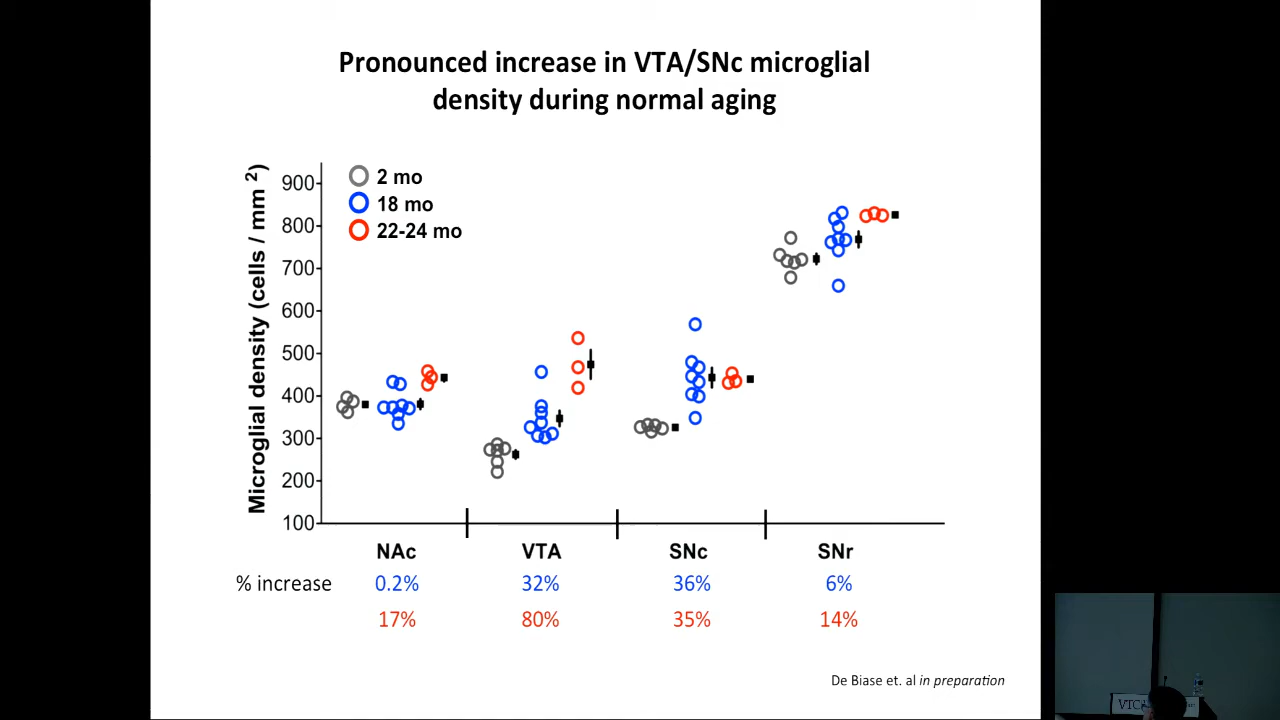 Pronounced increase in VTA/SNc microglial
density during normal aging
Microglial density (cells / mm 2)
900
800
700
600
500
400
300
200
100
2 mo
18 mo
22-24 mo
NAc VTA SNc SNr
% increase 0.2% 32% 36% 6%
17% 80% 35% 14%
De Biase et. al in preparation